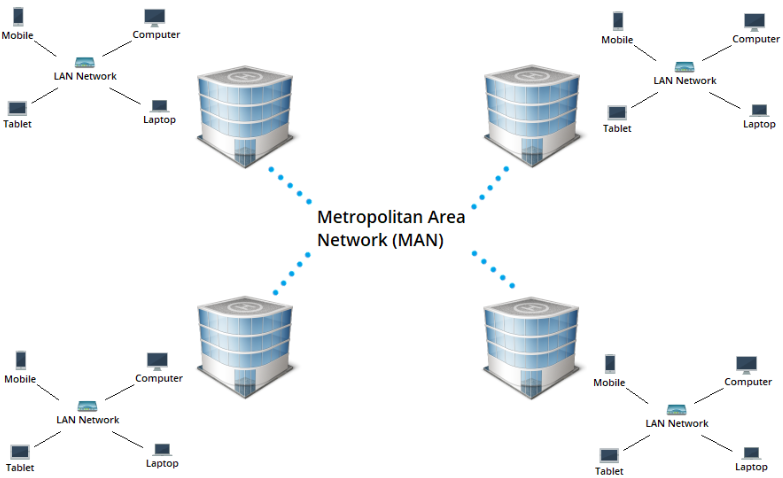 Mobile
Computer
LAN Network
Tablet
Laptop
Mobile
Computer
LAN Network
Tablet
Laptop
Metropolitan Area
Network (MAN)
Mobile
Computer
LAN Network
Tablet
Laptop
Mobile
Computer
LAN Network
Tablet
Laptop